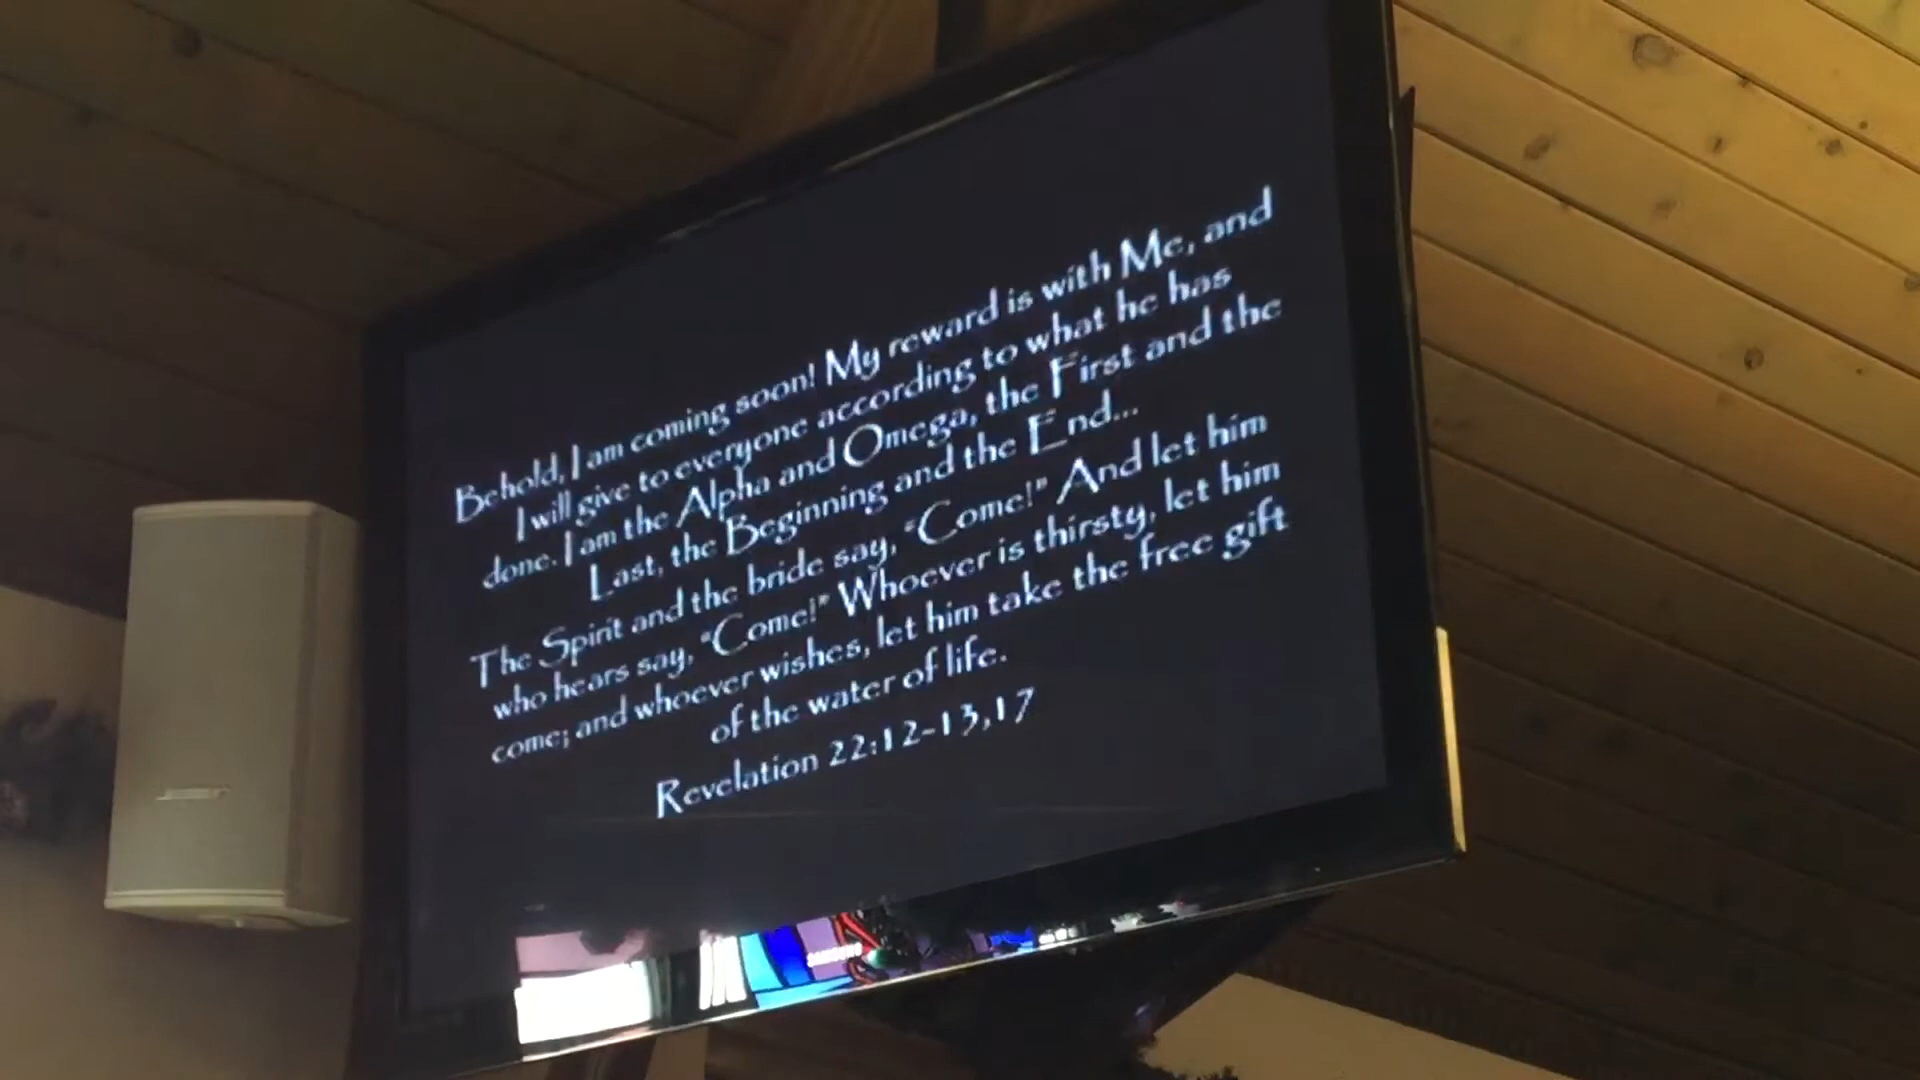 Behold, I am coming soon! My reward is with Me, and
I will give to everyone according to what he has
done. I am the Alpha and Omega, the First and the
Last, the Beginning and the End...
The Spirit and the bride say, "Come!" And let him
who hears say, "Come!" Whoever is thirsty, let him
come; and whoever wishes, let him take the free gift
of the water of life.
Revelation 22:12-13,17
SAMSUNG